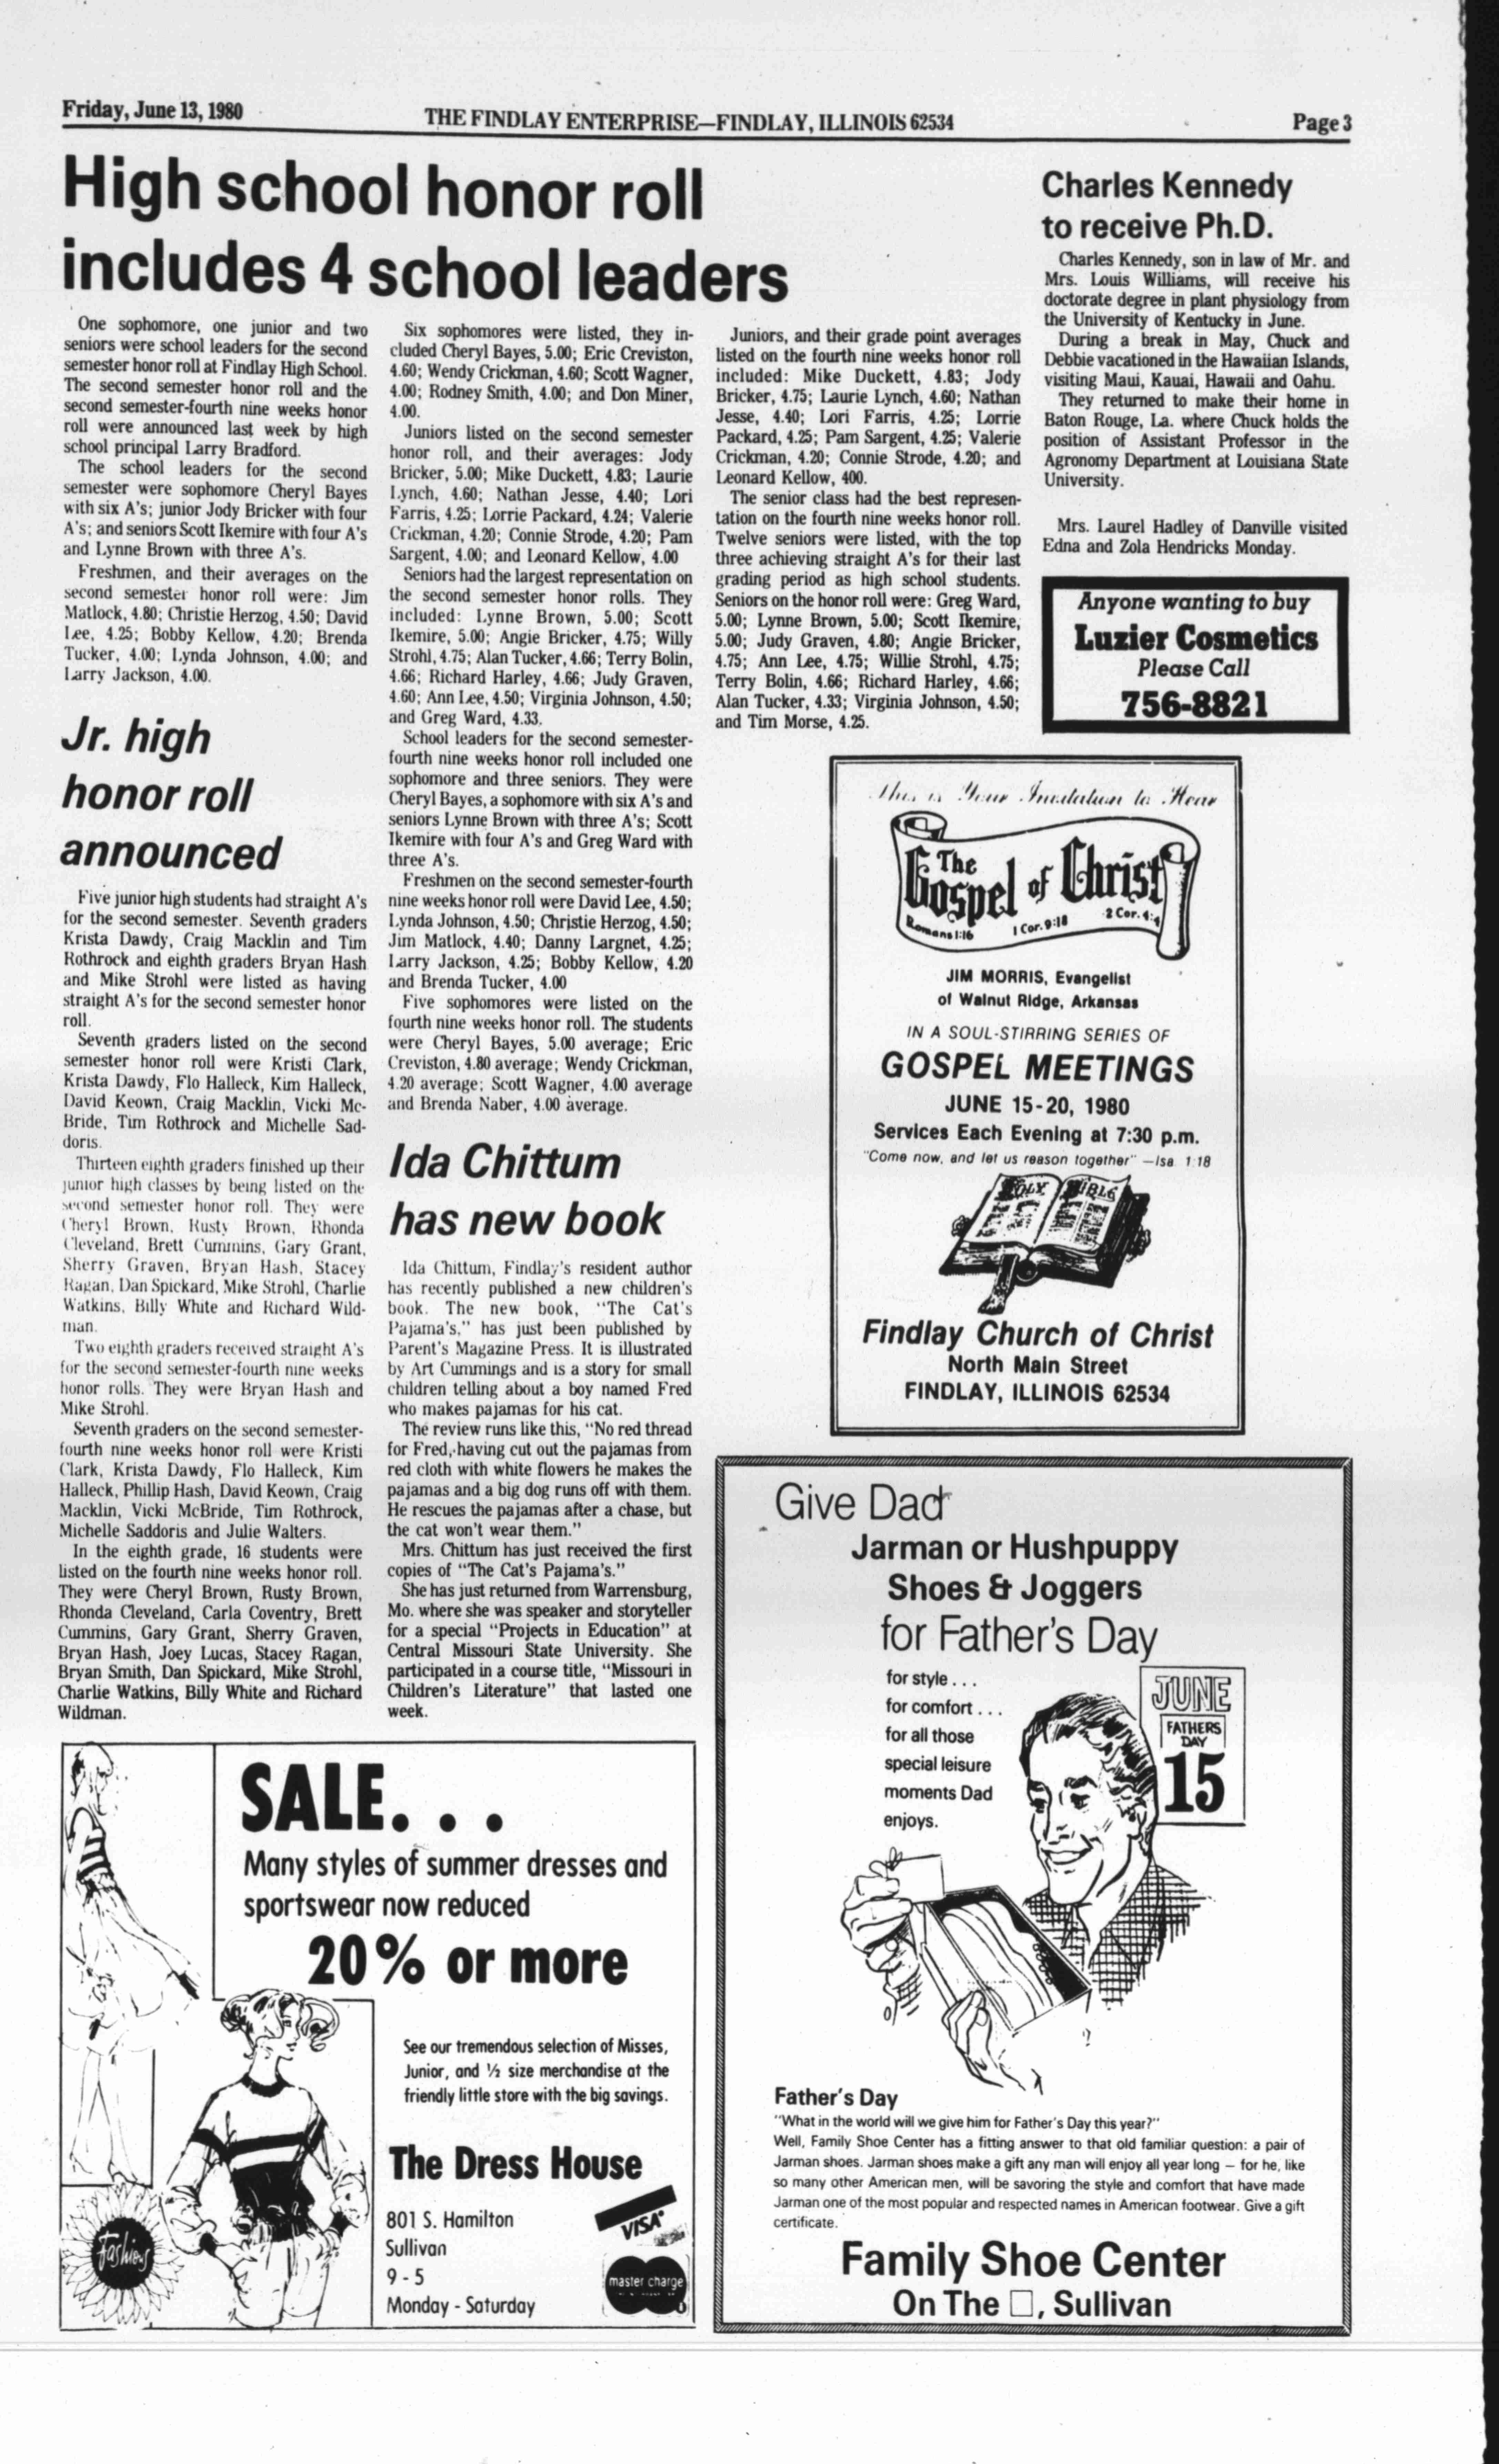 Friday, June 13, 1980
THE FINDLAY ENTERPRISE—FINDLAY, ILLINOIS 62534
Page 3
High school honor roll
includes 4 school leaders
One sophomore, one junior and two
seniors were school leaders for the second
semester honor roll at Findlay High School.
The second semester honor roll and the
second semester-fourth nine weeks honor
roll were announced last week by high
school principal Larry Bradford.
The school leaders for the second
semester were sophomore Cheryl Bayes
with six A's; junior Jody Bricker with four
A's; and seniors Scott Ikemire with four A's
and Lynne Brown with three A's.
Freshmen, and their averages on the
second semester honor roll were: Jim
Matlock, 4.80; Christie Herzog, 4.50; David
Lee, 4.25; Bobby Kellow, 4.20; Brenda
Tucker, 4.00; Lynda Johnson, 4.00; and
Larry Jackson, 4.00.
Six sophomores were listed, they in-
cluded Cheryl Bayes, 5.00; Eric Creviston,
4.60; Wendy Crickman, 4.60; Scott Wagner,
4.00; Rodney Smith, 4.00; and Don Miner,
4.00.
Juniors listed on the second semester
honor roll, and their averages: Jody
Bricker, 5.00; Mike Duckett, 4.83; Laurie
Lynch, 4.60; Nathan Jesse, 4.40; Lori
Farris, 4.25; Lorrie Packard, 4.24; Valerie
Crickman, 4.20; Connie Strode, 4.20; Pam
Sargent, 4.00; and Leonard Kellow, 4.00
Seniors had the largest representation on
the second semester honor rolls. They
included: Lynne Brown, 5.00; Scott
Ikemire, 5.00; Angie Bricker, 4.75; Willy
Strohl, 4.75; Alan Tucker, 4.66; Terry Bolin,
4.66; Richard Harley, 4.66; Judy Graven,
4.60; Ann Lee, 4.50; Virginia Johnson, 4.50;
and Greg Ward, 4.33.
School leaders for the second semester-
fourth nine weeks honor roll included one
sophomore and three seniors. They were
Cheryl Bayes, a sophomore with six A's and
seniors Lynne Brown with three A's; Scott
Ikemire with four A's and Greg Ward with
three A's.
Freshmen on the second semester-fourth
nine weeks honor roll were David Lee, 4.50;
Lynda Johnson, 4.50; Christie Herzog, 4.50;
Jim Matlock, 4.40; Danny Largnet, 4.25;
Larry Jackson, 4.25; Bobby Kellow, 4.20
and Brenda Tucker, 4.00
Five sophomores were listed on the
fourth nine weeks honor roll. The students
were Cheryl Bayes, 5.00 average; Eric
Creviston, 4.80 average; Wendy Crickman,
4.20 average; Scott Wagner, 4.00 average
and Brenda Naber, 4.00 average.
Juniors, and their grade point averages
listed on the fourth nine weeks honor roll
included: Mike Duckett, 4.83; Jody
Bricker, 4.75; Laurie Lynch, 4.60; Nathan
Jesse, 4.40; Lori Farris, 4.25; Lorrie
Packard, 4.25; Pam Sargent, 4.25; Valerie
Crickman, 4.20; Connie Strode, 4.20; and
Leonard Kellow, 400.
The senior class had the best represen-
tation on the fourth nine weeks honor roll.
Twelve seniors were listed, with the top
three achieving straight A's for their last
grading period as high school students.
Seniors on the honor roll were: Greg Ward,
5.00; Lynne Brown, 5.00; Scott Ikemire,
5.00; Judy Graven, 4.80; Angie Bricker,
4.75; Ann Lee, 4.75; Willie Strohl, 4.75;
Terry Bolin, 4.66; Richard Harley, 4.66;
Alan Tucker, 4.33; Virginia Johnson, 4.50;
and Tim Morse, 4.25.
Jr. high
honor roll
announced
Five junior high students had straight A's
for the second semester. Seventh graders
Krista Dawdy, Craig Macklin and Tim
Rothrock and eighth graders Bryan Hash
and Mike Strohl were listed as having
straight A's for the second semester honor
roll.
Seventh graders listed on the second
semester honor roll were Kristi Clark,
Krista Dawdy, Flo Halleck, Kim Halleck,
David Keown, Craig Macklin, Vicki Mc-
Bride, Tim Rothrock and Michelle Sad-
doris.
Thirteen eighth graders finished up their
junior high classes by being listed on the
second semester honor roll. They were
Cheryl Brown, Rusty Brown, Rhonda
Cleveland, Brett Cummins, Gary Grant,
Sherry Graven, Bryan Hash, Stacey
Ragan, Dan Spickard, Mike Strohl, Charlie
Watkins, Billy White and Richard Wild-
man.
Two eighth graders received straight A's
for the second semester-fourth nine weeks
honor rolls. They were Bryan Hash and
Mike Strohl.
Seventh graders on the second semester-
fourth nine weeks honor roll were Kristi
Clark, Krista Dawdy, Flo Halleck, Kim
Halleck, Phillip Hash, David Keown, Craig
Macklin, Vicki McBride, Tim Rothrock,
Michelle Saddoris and Julie Walters.
In the eighth grade, 16 students were
listed on the fourth nine weeks honor roll.
They were Cheryl Brown, Rusty Brown,
Rhonda Cleveland, Carla Coventry, Brett
Cummins, Gary Grant, Sherry Graven,
Bryan Hash, Joey Lucas, Stacey Ragan,
Bryan Smith, Dan Spickard, Mike Strohl,
Charlie Watkins, Billy White and Richard
Wildman.
Ida Chittum
has new book
Ida Chittum, Findlay's resident author
has recently published a new children's
book. The new book, "The Cat's
Pajama's," has just been published by
Parent's Magazine Press. It is illustrated
by Art Cummings and is a story for small
children telling about a boy named Fred
who makes pajamas for his cat.
The review runs like this, "No red thread
for Fred, having cut out the pajamas from
red cloth with white flowers he makes the
pajamas and a big dog runs off with them.
He rescues the pajamas after a chase, but
the cat won't wear them."
Mrs. Chittum has just received the first
copies of "The Cat's Pajama's."
She has just returned from Warrensburg,
Mo. where she was speaker and storyteller
for a special "Projects in Education" at
Central Missouri State University. She
participated in a course title, "Missouri in
Children's Literature" that lasted one
week.
Charles Kennedy
to receive Ph.D.
Charles Kennedy, son in law of Mr. and
Mrs. Louis Williams, will receive his
doctorate degree in plant physiology from
the University of Kentucky in June.
During a break in May, Chuck and
Debbie vacationed in the Hawaiian Islands,
visiting Maui, Kauai, Hawaii and Oahu.
They returned to make their home in
Baton Rouge, La. where Chuck holds the
position of Assistant Professor in the
Agronomy Department at Louisiana State
University.
Mrs. Laurel Hadley of Danville visited
Edna and Zola Hendricks Monday.
Anyone wanting to buy
Luzier Cosmetics
Please Call
756-8821
This is Your Invitation to Hear
The
Gospel of Christ
Romans 1:16
1 Cor. 9:18
2 Cor. 4:4
JIM MORRIS, Evangelist
of Walnut Ridge, Arkansas
IN A SOUL-STIRRING SERIES OF
GOSPEL MEETINGS
JUNE 15-20, 1980
Services Each Evening at 7:30 p.m.
"Come now, and let us reason together" —Isa. 1:18
HOLY BIBLE
Findlay Church of Christ
North Main Street
FINDLAY, ILLINOIS 62534
Give Dad
Jarman or Hushpuppy
Shoes & Joggers
for Father's Day
for style . . .
for comfort . . .
for all those
special leisure
moments Dad
enjoys.
JUNE
FATHERS
DAY
15
Father's Day
"What in the world will we give him for Father's Day this year?"
Well, Family Shoe Center has a fitting answer to that old familiar question: a pair of
Jarman shoes. Jarman shoes make a gift any man will enjoy all year long — for he, like
so many other American men, will be savoring the style and comfort that have made
Jarman one of the most popular and respected names in American footwear. Give a gift
certificate.
Family Shoe Center
On The □, Sullivan
SALE. . .
Many styles of summer dresses and
sportswear now reduced
20% or more
See our tremendous selection of Misses,
Junior, and ½ size merchandise at the
friendly little store with the big savings.
The Dress House
801 S. Hamilton
Sullivan
9 - 5
Monday - Saturday
VISA
master charge
Fashions